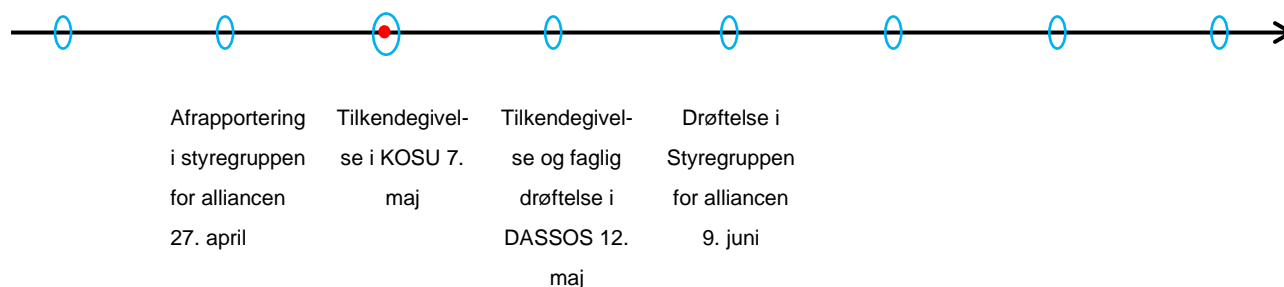 Afrapportering
i styregruppen
for alliancen
27. april
Tilkendegivel-
se i KOSU 7.
maj
Tilkendegivel-
se og faglig
drøftelse i
DASSOS 12.
maj
Drøftelse i
Styregruppen
for alliancen
9. juni